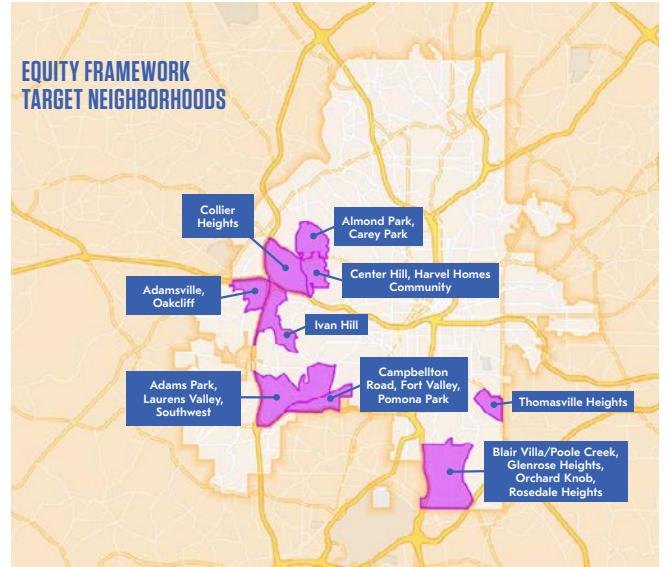 EQUITY FRAMEWORK
TARGET NEIGHBORHOODS
Collier
Heights
Almond Park,
Carey Park
Center Hill, Harvel Homes
Community
Adamsville,
Oakcliff
Ivan Hill
Adams Park,
Laurens Valley,
Southwest
Campbellton
Road, Fort Valley,
Pomona Park
Thomasville Heights
Blair Villa/Poole Creek,
Glenrose Heights,
Orchard Knob,
Rosedale Heights